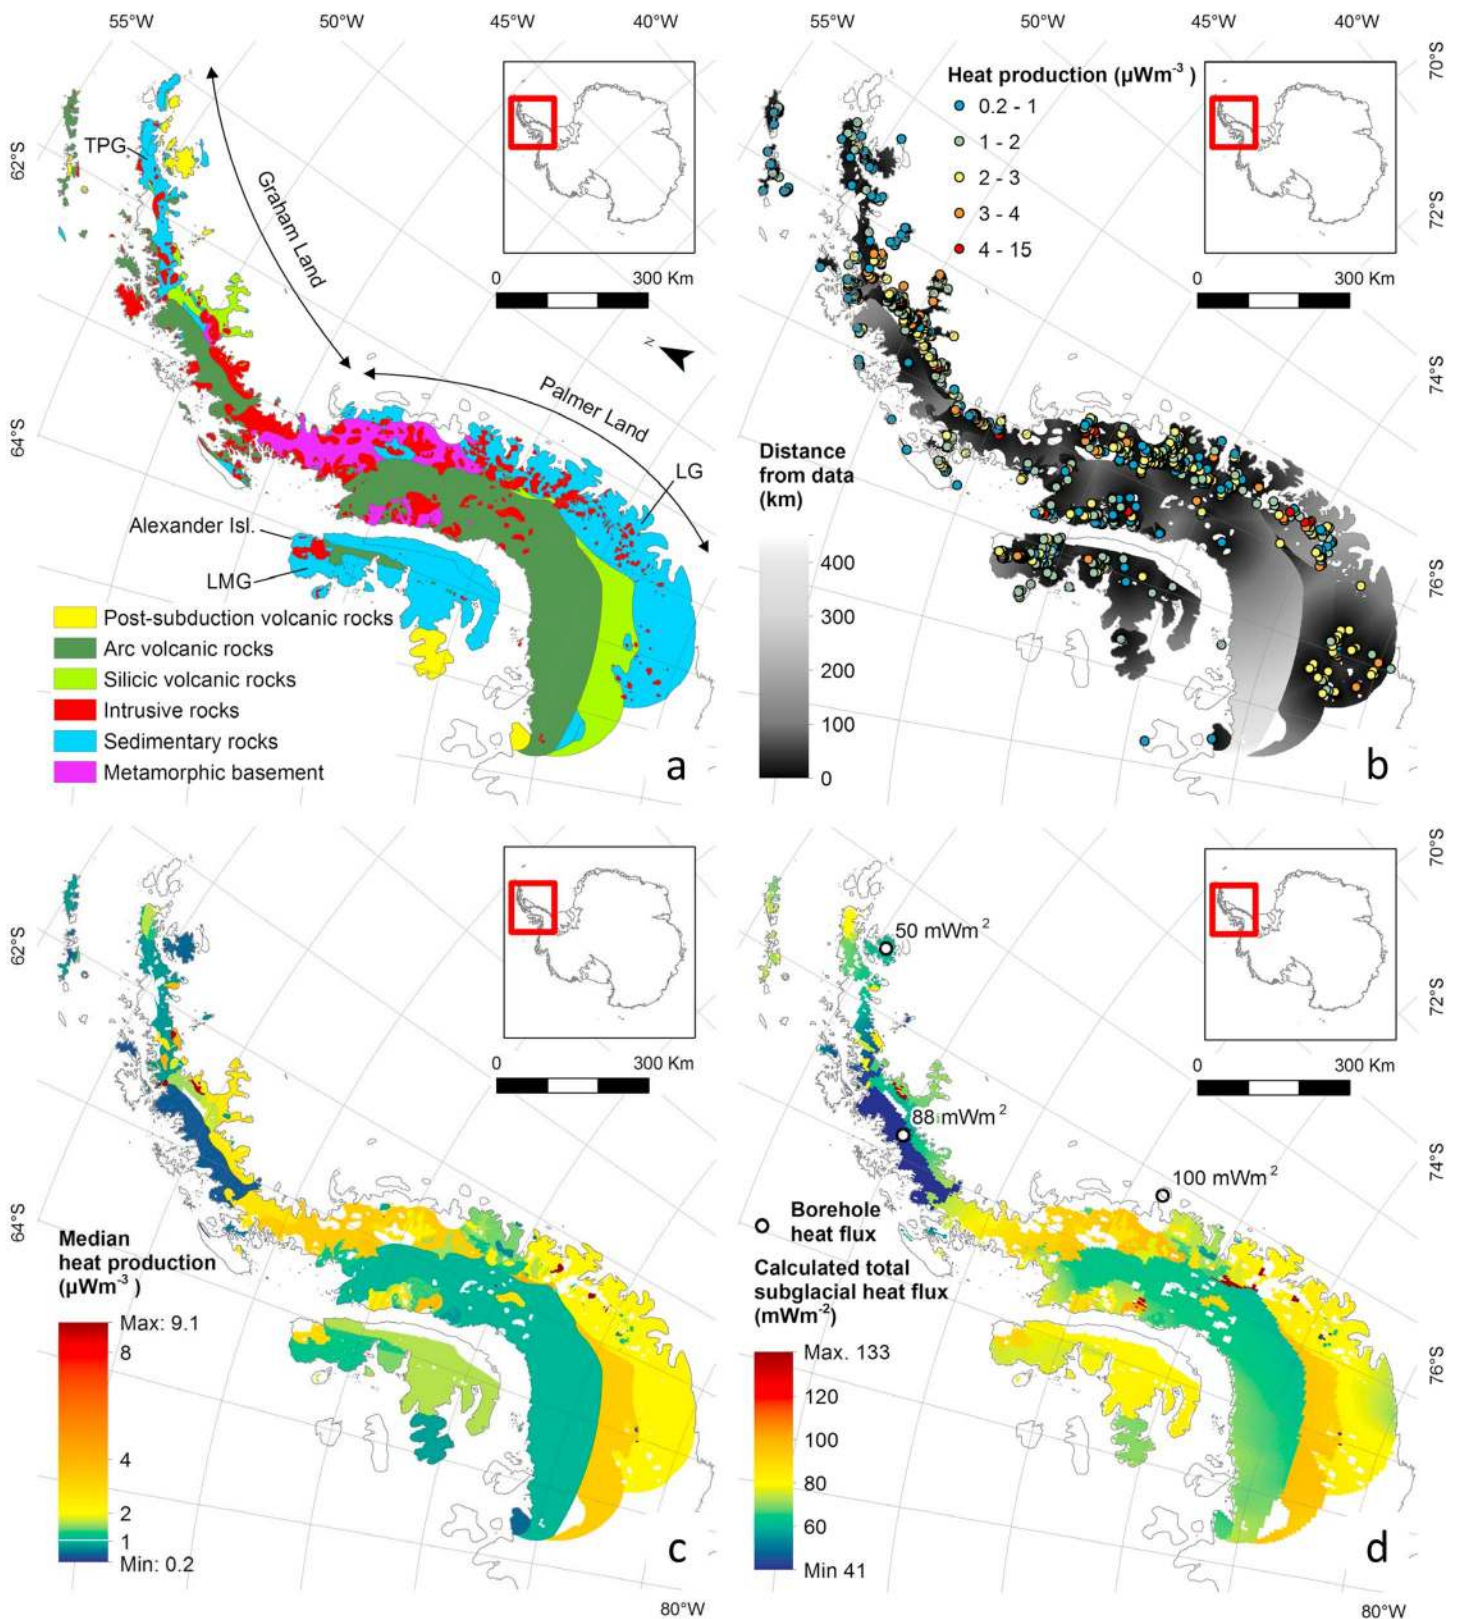 55°W
50°W
45°W
40°W
62°S
64°S
TPG
Graham Land
0
300 Km
N
Palmer Land
LG
Alexander Isl.
LMG
Post-subduction volcanic rocks
Arc volcanic rocks
Silicic volcanic rocks
Intrusive rocks
Sedimentary rocks
Metamorphic basement
a
55°W
50°W
45°W
40°W
70°S
72°S
74°S
76°S
Heat production (µWm-3)
0.2 - 1
1 - 2
2 - 3
3 - 4
4 - 15
0
300 Km
Distance
from data
(km)
400
300
200
100
0
b
62°S
64°S
0
300 Km
Median
heat production
(µWm-3 )
Max: 9.1
8
4
2
1
Min: 0.2
c
80°W
70°S
72°S
74°S
76°S
50 mWm2
88 mWm2
100 mWm2
0
300 Km
Borehole
heat flux
Calculated total
subglacial heat flux
(mWm-2)
Max. 133
120
100
80
60
Min 41
d
80°W